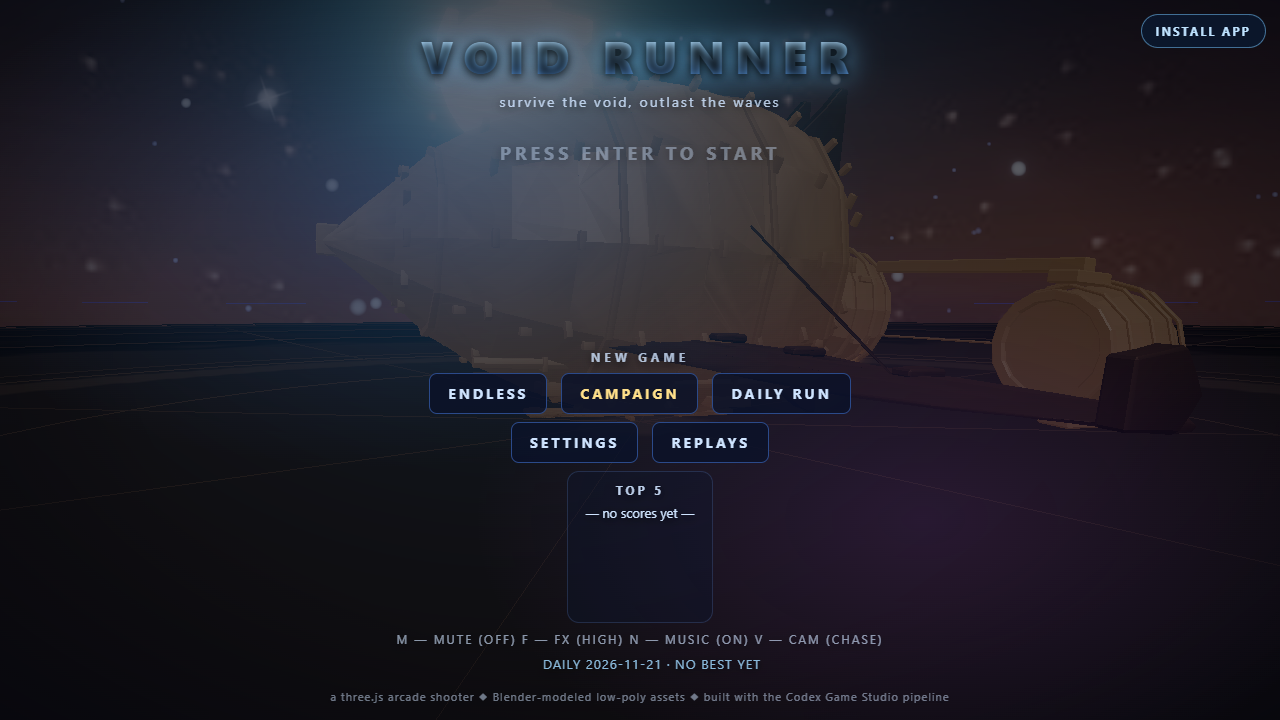 INSTALL APP
VOID RUNNER
survive the void, outlast the waves
PRESS ENTER TO START
NEW GAME
ENDLESS CAMPAIGN DAILY RUN
SETTINGS REPLAYS
TOP 5
— no scores yet —
M — MUTE (OFF) F — FX (HIGH) N — MUSIC (ON) V — CAM (CHASE)
DAILY 2026-11-21 · NO BEST YET
a three.js arcade shooter ◆ Blender-modeled low-poly assets ◆ built with the Codex Game Studio pipeline